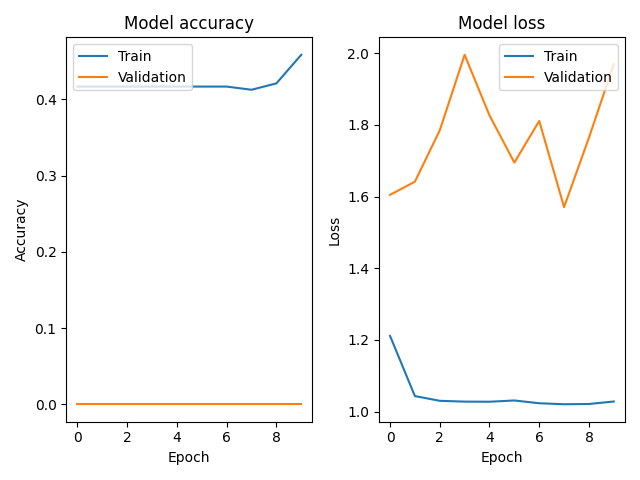 Model accuracy
Train
Validation
0.4
0.3
0.2
0.1
0.0
Accuracy
0 2 4 6 8
Epoch
Model loss
Train
Validation
2.0
1.8
1.6
1.4
1.2
1.0
Loss
0 2 4 6 8
Epoch